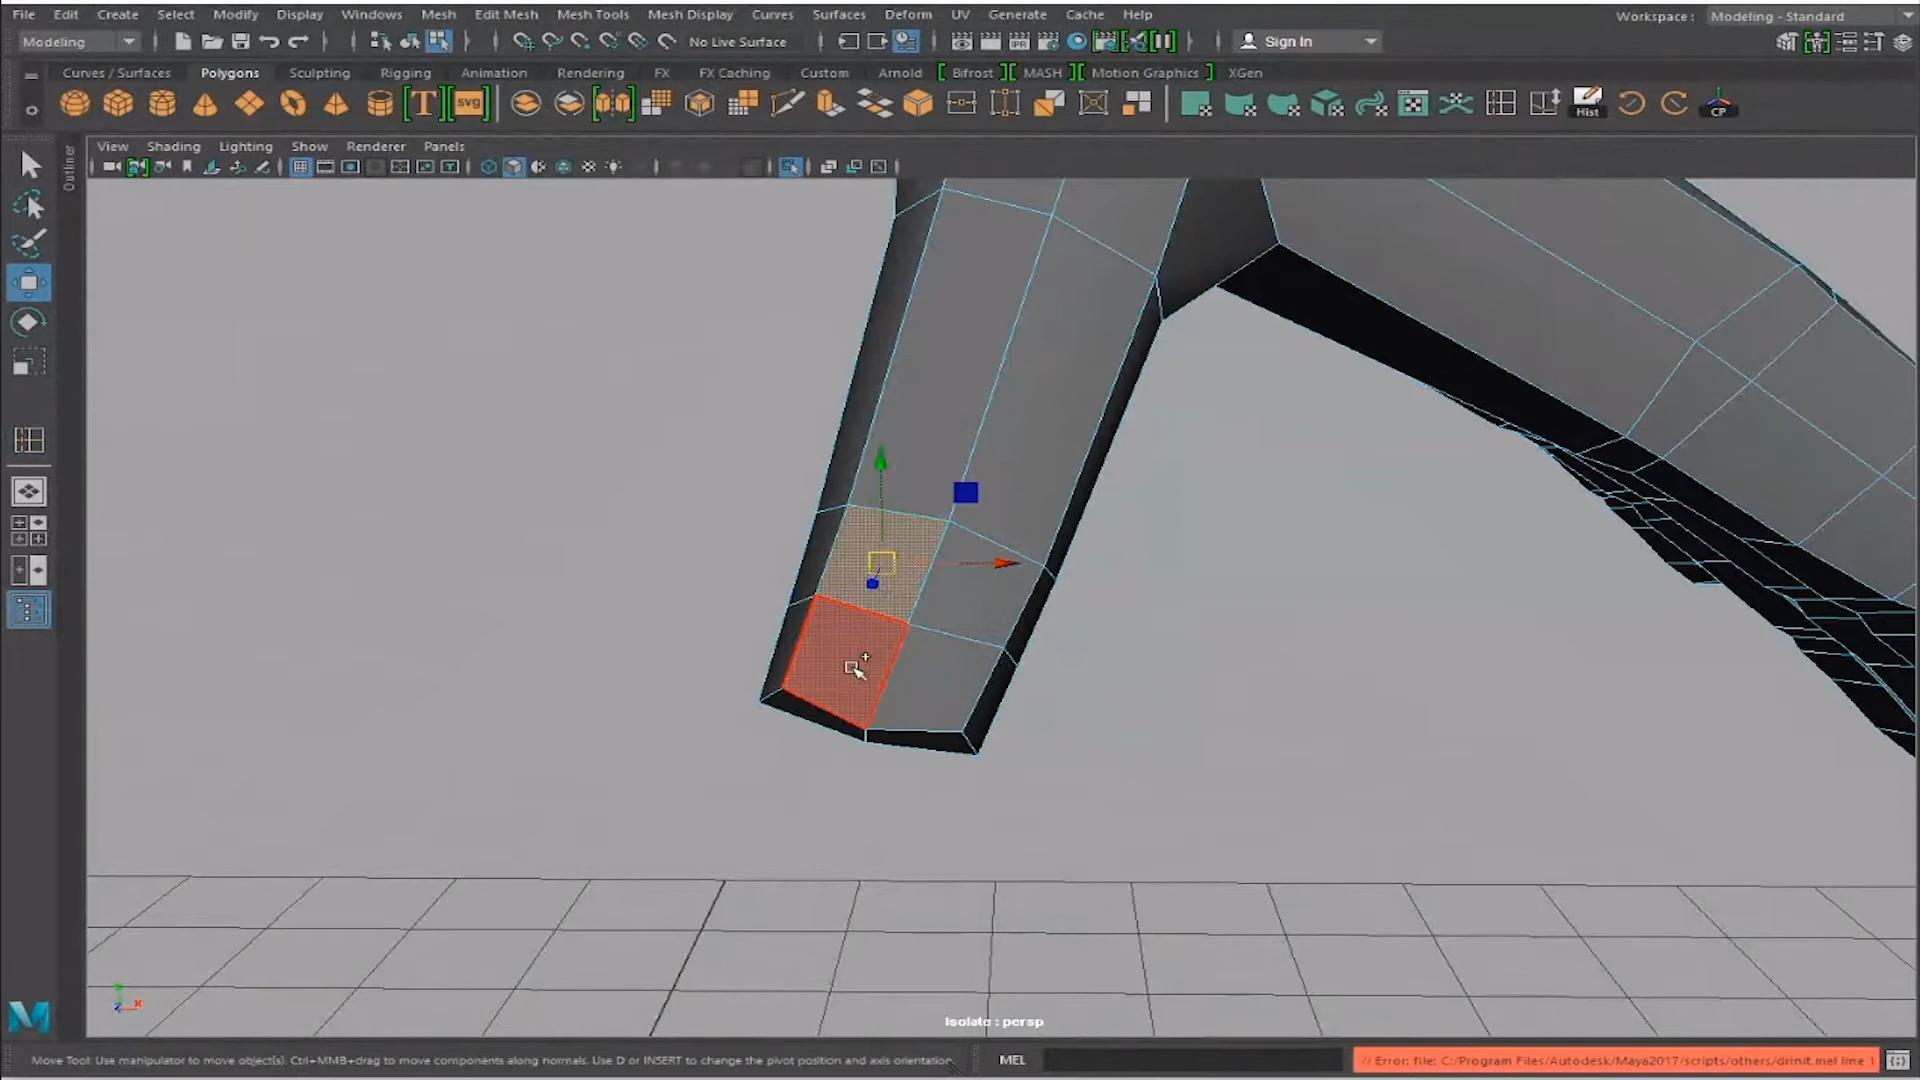 File Edit Create Select Modify Display Windows Mesh Edit Mesh Mesh Tools Mesh Display Curves Surfaces Deform UV Generate Cache Help Workspace : Modeling - Standard
Modeling No Live Surface Sign In
Curves / Surfaces Polygons Sculpting Rigging Animation Rendering FX FX Caching Custom Arnold Bifrost MASH Motion Graphics XGen
T SVG Hist CP
View Shading Lighting Show Renderer Panels
Outliner
Isolate : persp
Move Tool: Use manipulator to move object(s). Ctrl+MMB+drag to move components along normals. Use D or INSERT to change the pivot position and axis orientation. MEL // Error: file: C:/Program Files/Autodesk/Maya2017/scripts/others/drInit.mel line 1